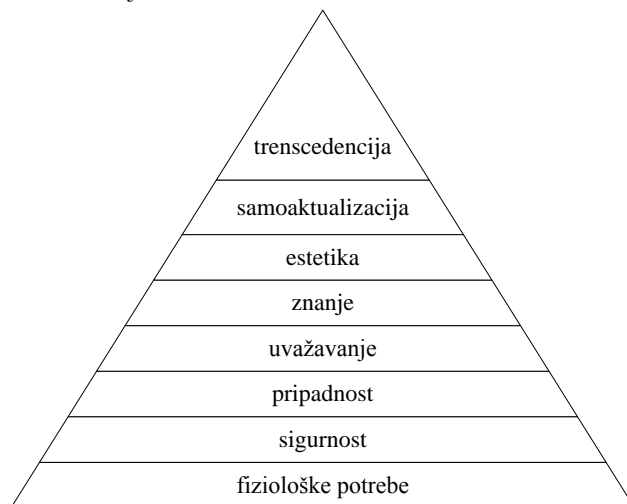 trenscedencija
samoaktualizacija
estetika
znanje
uvažavanje
pripadnost
sigurnost
fiziološke potrebe